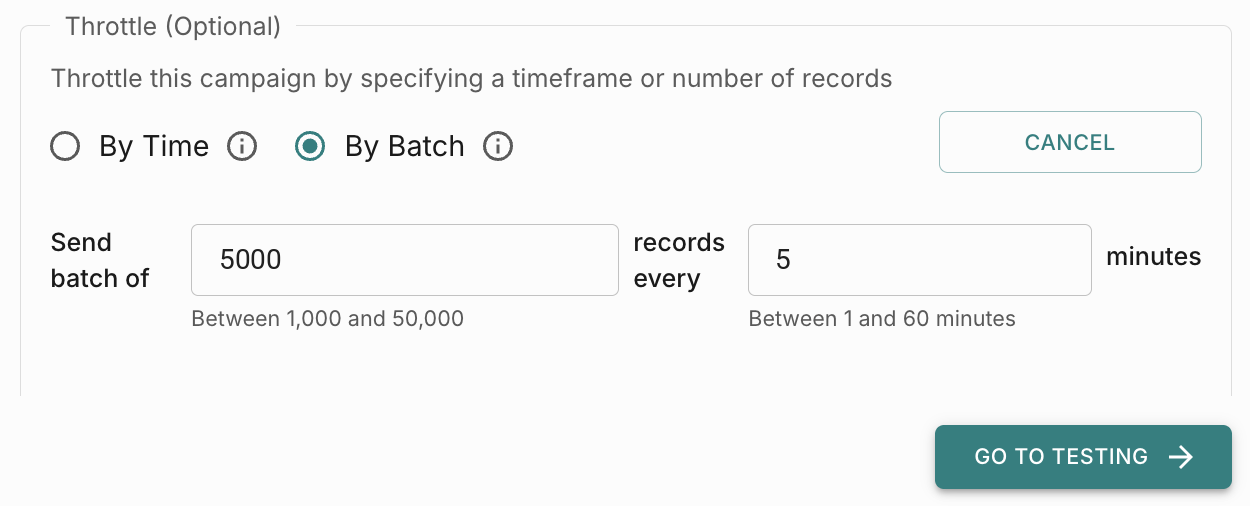 Throttle (Optional)
Throttle this campaign by specifying a timeframe or number of records
By Time
By Batch
CANCEL
Send
batch of
5000
records
every
5
minutes
Between 1,000 and 50,000
Between 1 and 60 minutes
GO TO TESTING